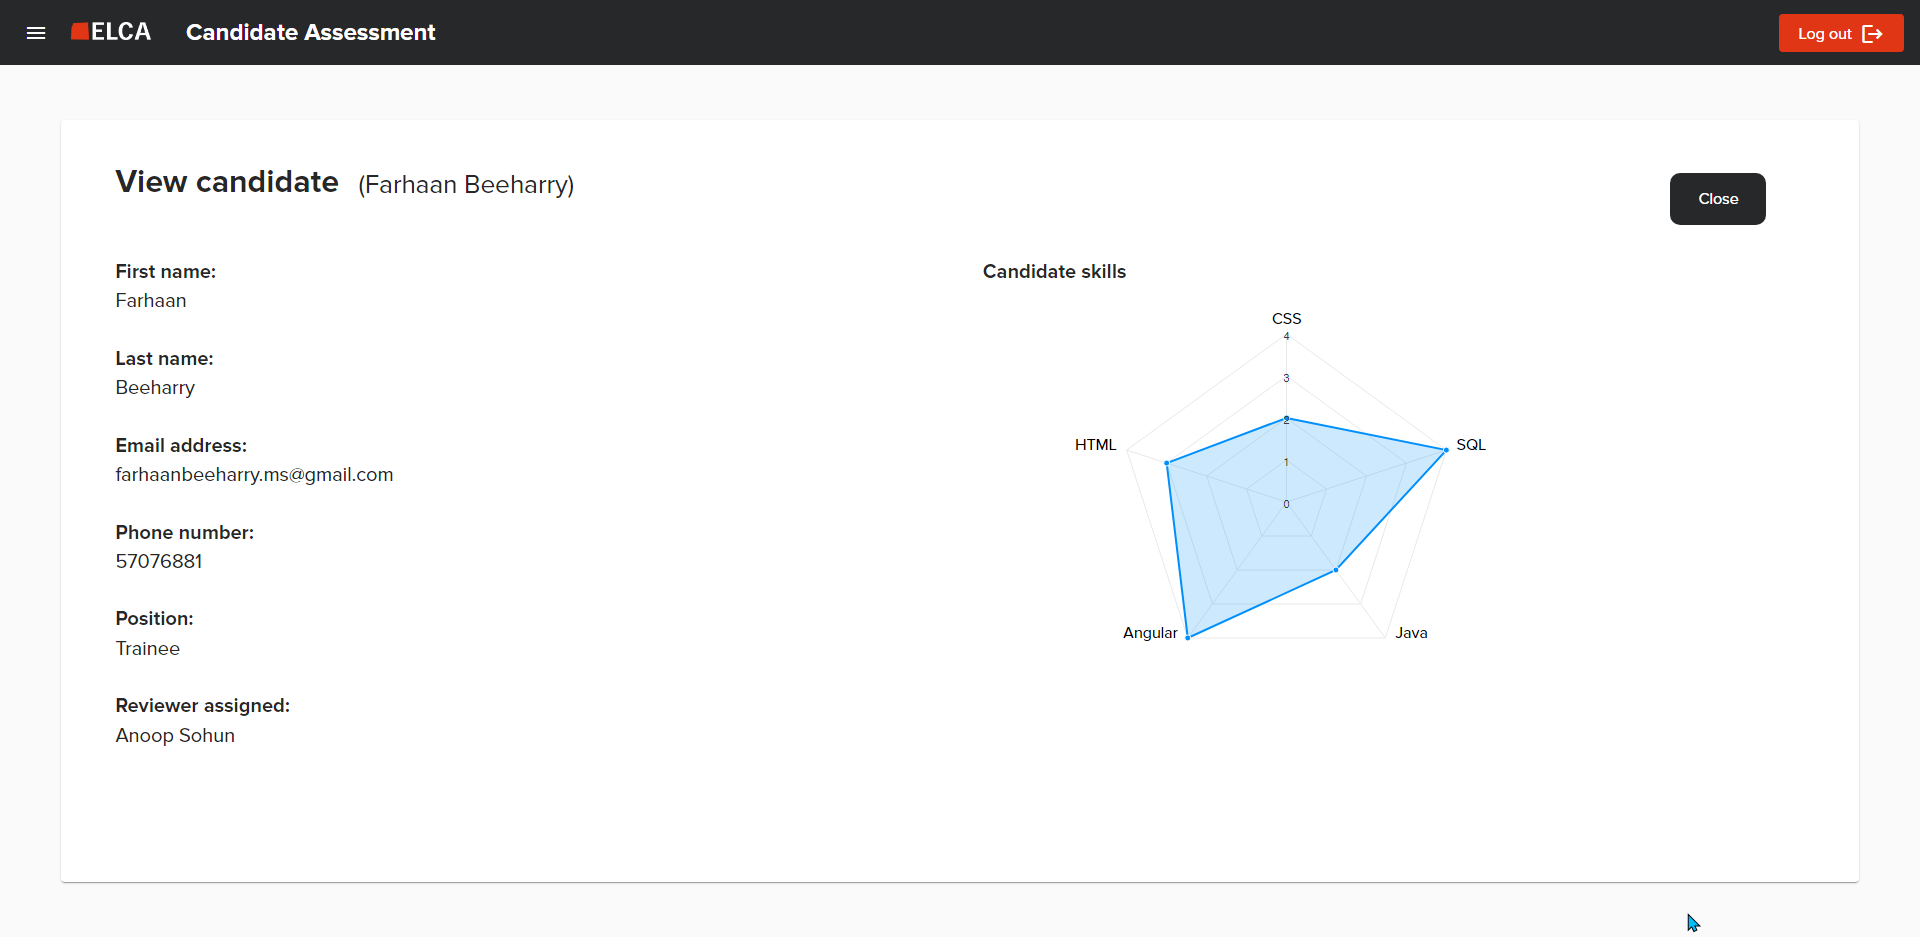 ELCA Candidate Assessment Log out
View candidate (Farhaan Beeharry)
Close
First name:
Farhaan
Last name:
Beeharry
Email address:
farhaanbeeharry.ms@gmail.com
Phone number:
57076881
Position:
Trainee
Reviewer assigned:
Anoop Sohun
Candidate skills
CSS
4
3
2
1
0
HTML
SQL
Angular
Java